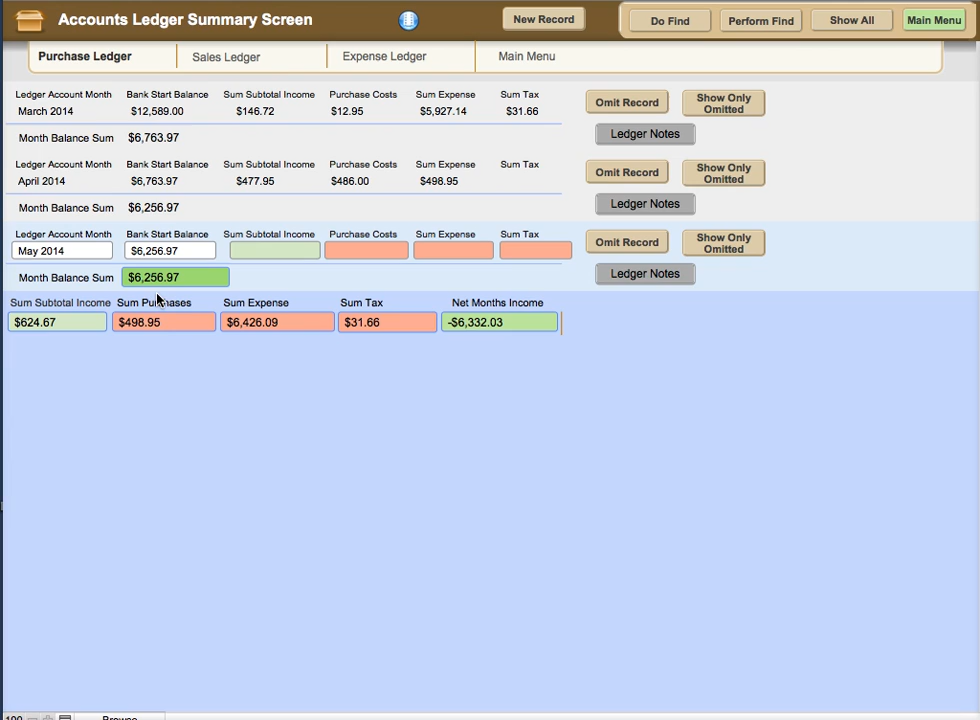 Accounts Ledger Summary Screen
New Record
Do Find
Perform Find
Show All
Main Menu
Purchase Ledger
Sales Ledger
Expense Ledger
Main Menu
Ledger Account Month Bank Start Balance Sum Subtotal Income Purchase Costs Sum Expense Sum Tax
March 2014 $12,589.00 $146.72 $12.95 $5,927.14 $31.66
Month Balance Sum $6,763.97
Omit Record
Show Only
Omitted
Ledger Notes
Ledger Account Month Bank Start Balance Sum Subtotal Income Purchase Costs Sum Expense Sum Tax
April 2014 $6,763.97 $477.95 $486.00 $498.95
Month Balance Sum $6,256.97
Omit Record
Show Only
Omitted
Ledger Notes
Ledger Account Month Bank Start Balance Sum Subtotal Income Purchase Costs Sum Expense Sum Tax
May 2014 $6,256.97
Month Balance Sum $6,256.97
Omit Record
Show Only
Omitted
Ledger Notes
Sum Subtotal Income Sum Purchases Sum Expense Sum Tax Net Months Income
$624.67 $498.95 $6,426.09 $31.66 -$6,332.03
100 Browse